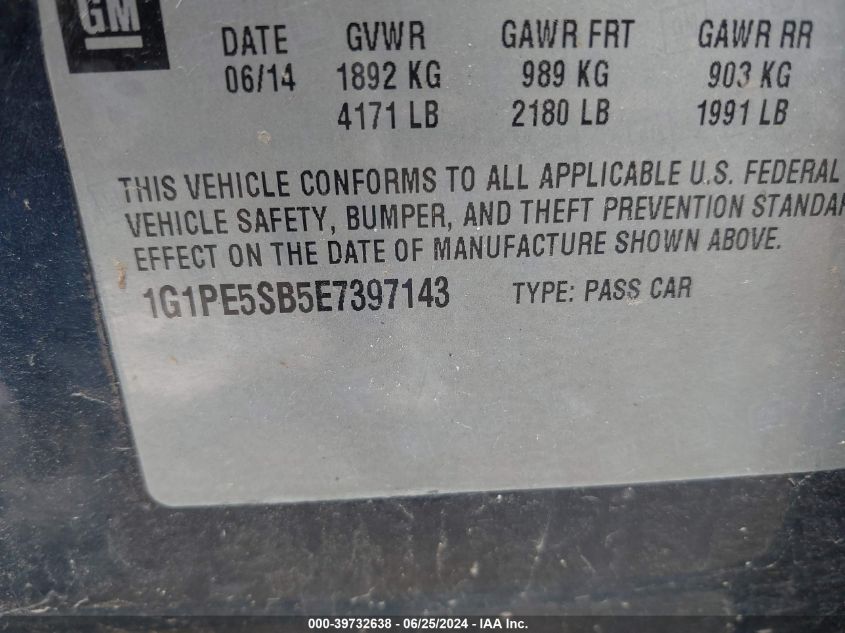 GM
DATE GVWR GAWR FRT GAWR RR
06/14 1892 KG 989 KG 903 KG
4171 LB 2180 LB 1991 LB
THIS VEHICLE CONFORMS TO ALL APPLICABLE U.S. FEDERAL
VEHICLE SAFETY, BUMPER, AND THEFT PREVENTION STANDAR
EFFECT ON THE DATE OF MANUFACTURE SHOWN ABOVE.
1G1PE5SB5E7397143 TYPE: PASS CAR
000-39732638 - 06/25/2024 - IAA Inc.